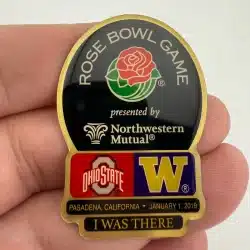 ROSE BOWL GAME
®
presented by
Northwestern
Mutual®
OHIO STATE W
PASADENA, CALIFORNIA • JANUARY 1, 2019
I WAS THERE